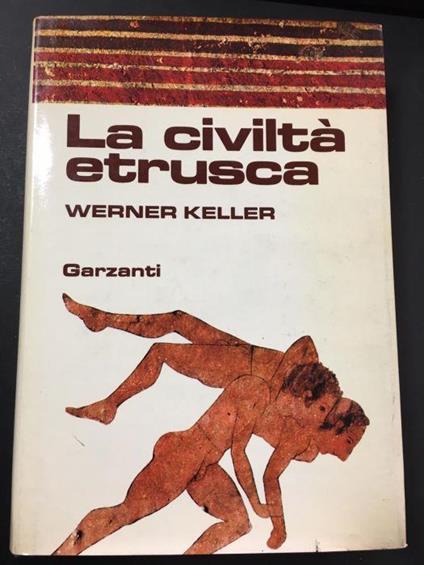 La civiltà
etrusca
WERNER KELLER
Garzanti